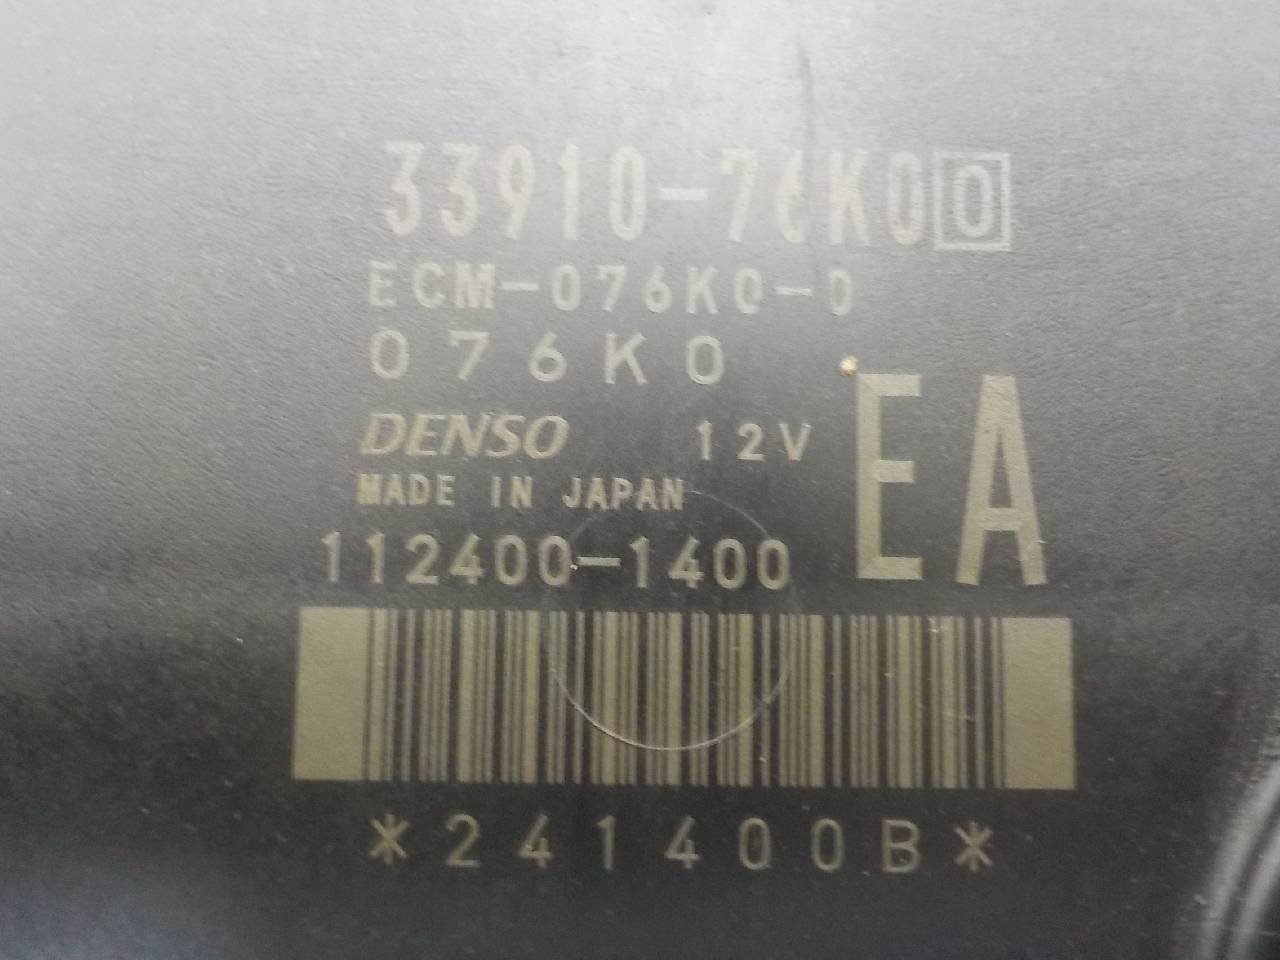 33910-76K00
ECM-076K0-0
076K0
DENSO 12V EA
MADE IN JAPAN
112400-1400
*241400B*